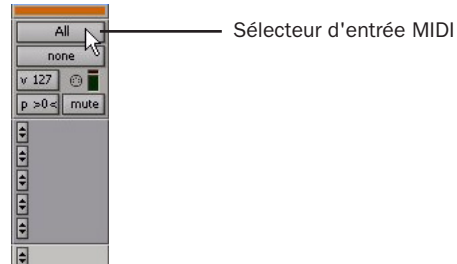 All
Sélecteur d'entrée MIDI
none
v 127
p >0< mute